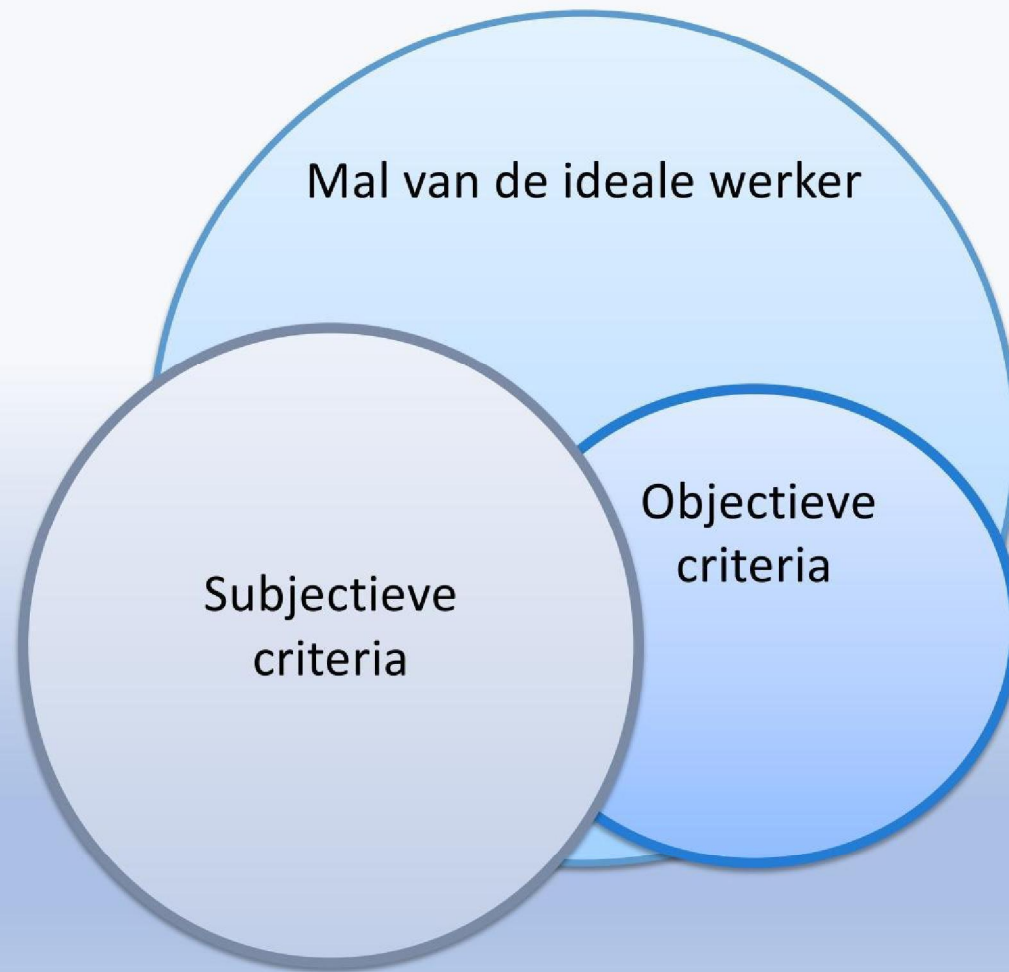 Mal van de ideale werker
Objectieve
criteria
Subjectieve
criteria